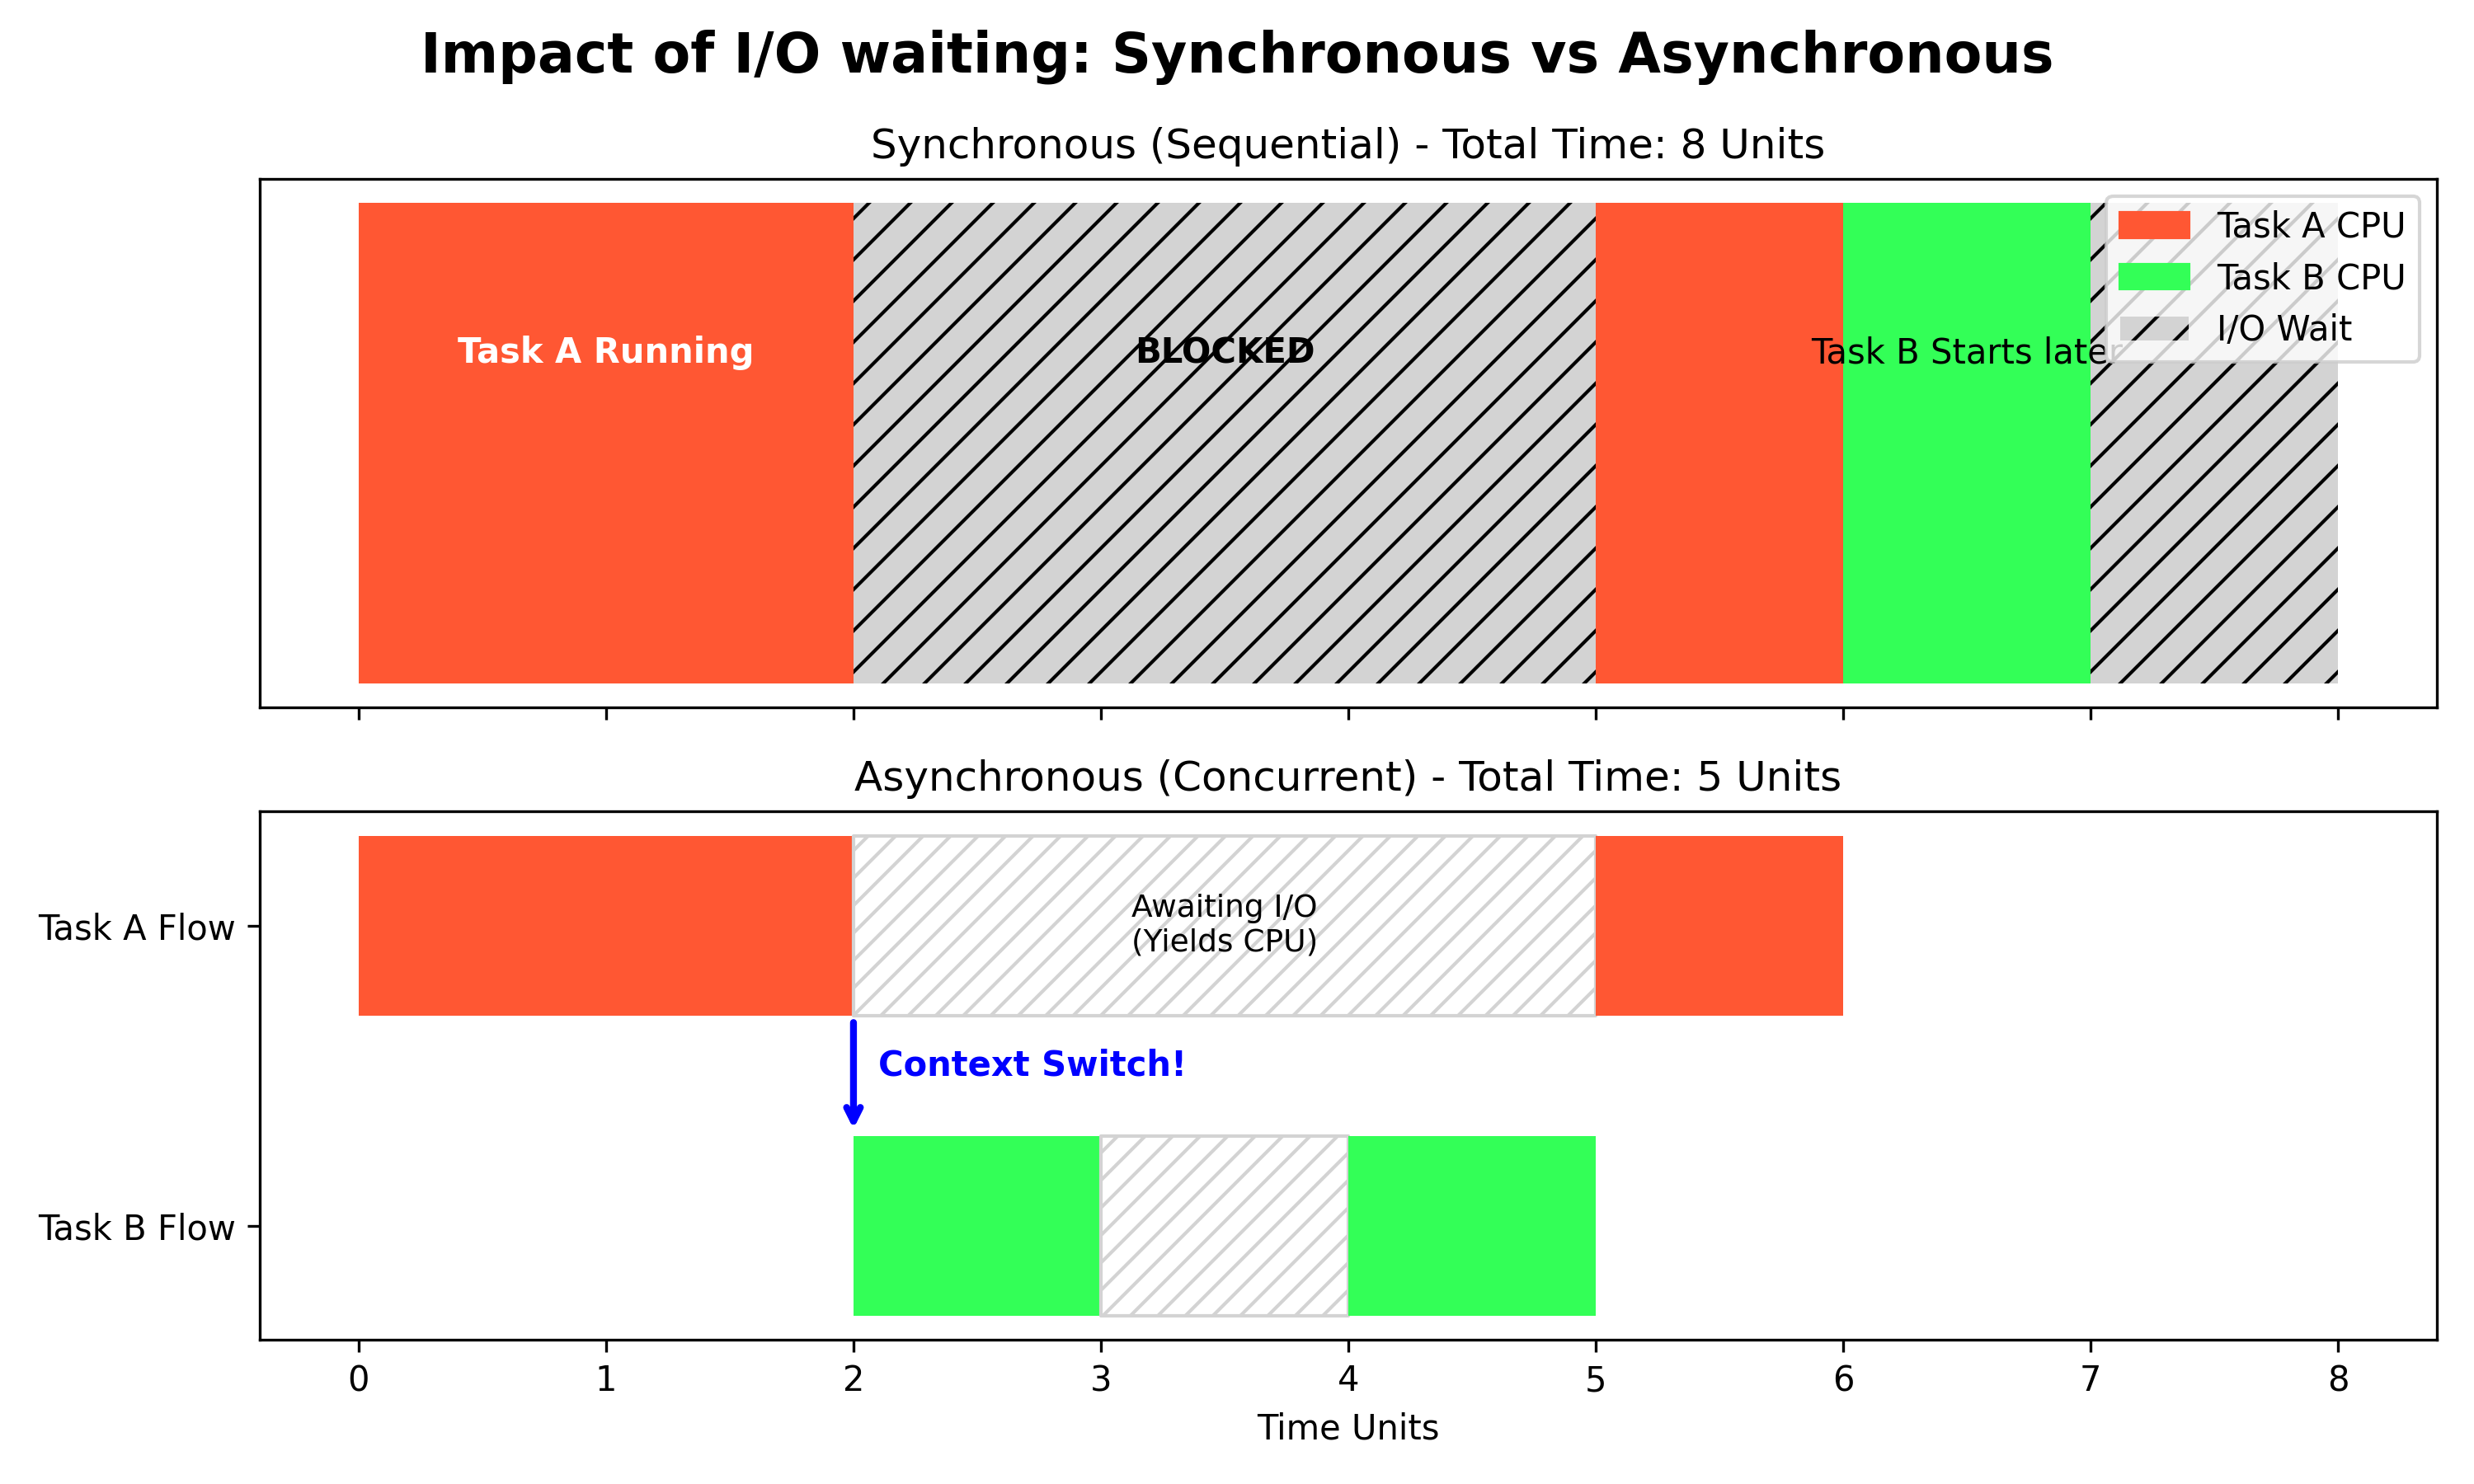 Impact of I/O waiting: Synchronous vs Asynchronous
Synchronous (Sequential) - Total Time: 8 Units
Task A CPU
Task B CPU
I/O Wait
Task A Running
BLOCKED
Task B Starts later
Asynchronous (Concurrent) - Total Time: 5 Units
Task A Flow
Awaiting I/O
(Yields CPU)
Context Switch!
Task B Flow
0 1 2 3 4 5 6 7 8
Time Units